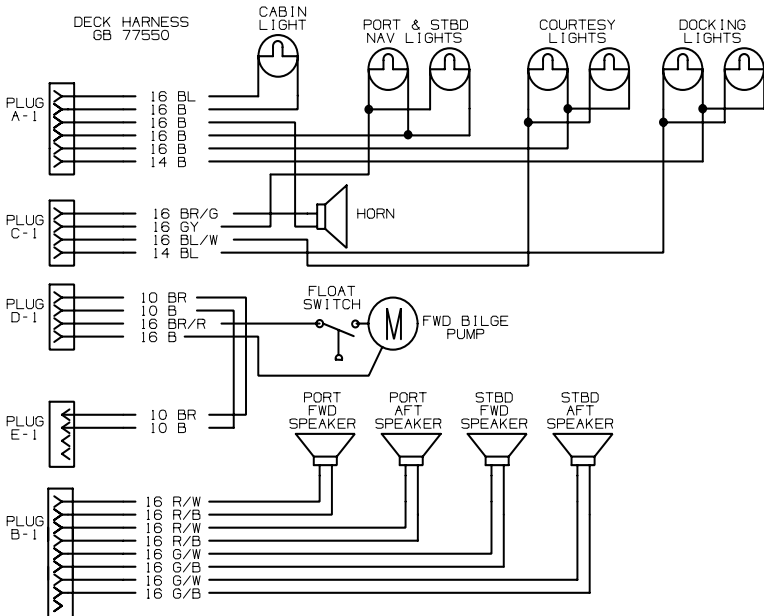 DECK HARNESS
GB 77550
CABIN
LIGHT
PORT & STBD
NAV LIGHTS
COURTESY
LIGHTS
DOCKING
LIGHTS
PLUG
A-1
16 BL
16 B
16 B
16 B
16 B
14 B
PLUG
C-1
16 BR/G
16 GY
16 BL/W
14 BL
HORN
PLUG
D-1
10 BR
10 B
16 BR/R
16 B
FLOAT
SWITCH
M
FWD BILGE
PUMP
PLUG
E-1
10 BR
10 B
PORT
FWD
SPEAKER
PORT
AFT
SPEAKER
STBD
FWD
SPEAKER
STBD
AFT
SPEAKER
PLUG
B-1
16 R/W
16 R/B
16 R/W
16 R/B
16 G/W
16 G/B
16 G/W
16 G/B